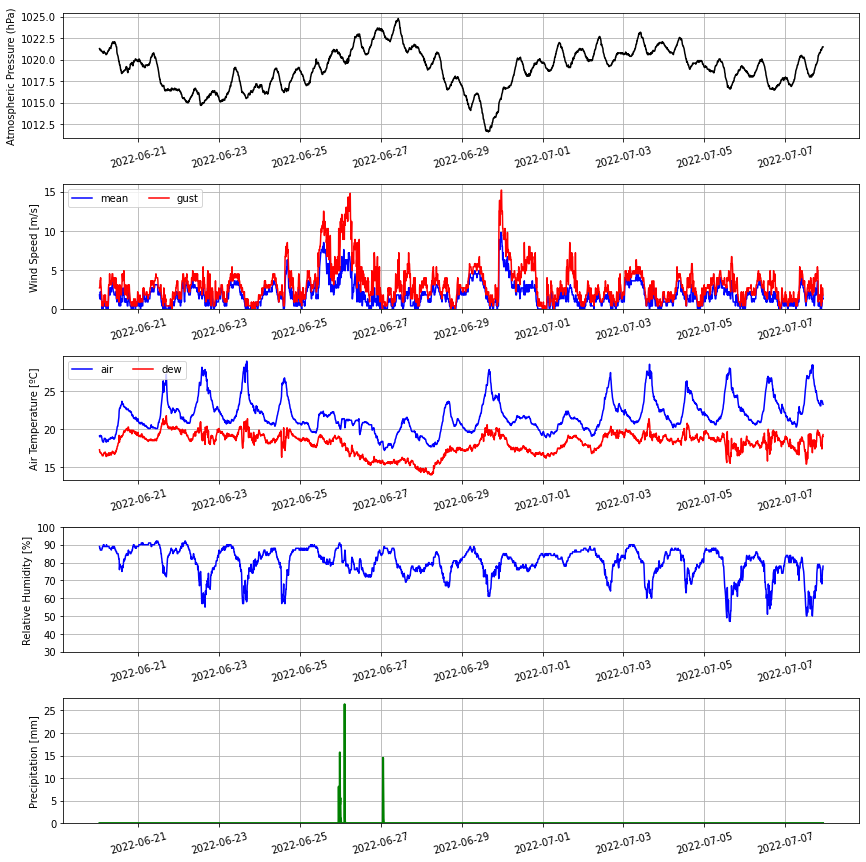 Atmospheric Pressure (hPa)
1025.0
1022.5
1020.0
1017.5
1015.0
1012.5
2022-06-21 2022-06-23 2022-06-25 2022-06-27 2022-06-29 2022-07-01 2022-07-03 2022-07-05 2022-07-07
Wind Speed [m/s]
mean gust
15
10
5
0
2022-06-21 2022-06-23 2022-06-25 2022-06-27 2022-06-29 2022-07-01 2022-07-03 2022-07-05 2022-07-07
Air Temperature [ºC]
air dew
25
20
15
2022-06-21 2022-06-23 2022-06-25 2022-06-27 2022-06-29 2022-07-01 2022-07-03 2022-07-05 2022-07-07
Relative Humidity [%]
100
90
80
70
60
50
40
30
2022-06-21 2022-06-23 2022-06-25 2022-06-27 2022-06-29 2022-07-01 2022-07-03 2022-07-05 2022-07-07
Precipitation [mm]
25
20
15
10
5
0
2022-06-21 2022-06-23 2022-06-25 2022-06-27 2022-06-29 2022-07-01 2022-07-03 2022-07-05 2022-07-07